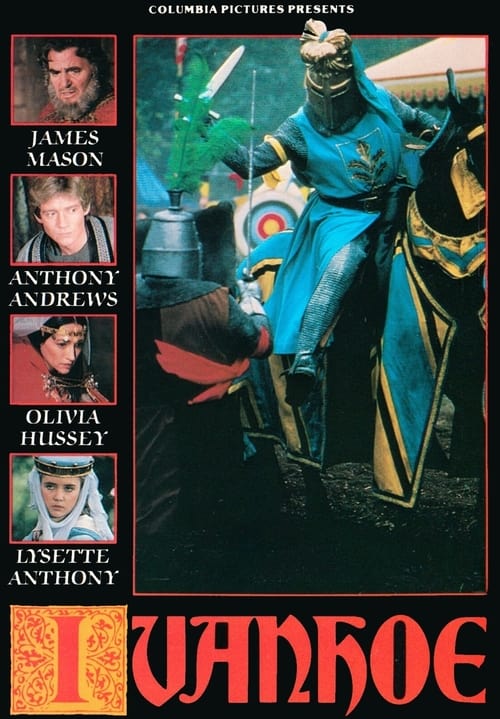 COLUMBIA PICTURES PRESENTS
JAMES
MASON
ANTHONY
ANDREWS
OLIVIA
HUSSEY
LYSETTE
ANTHONY
IVANHOE